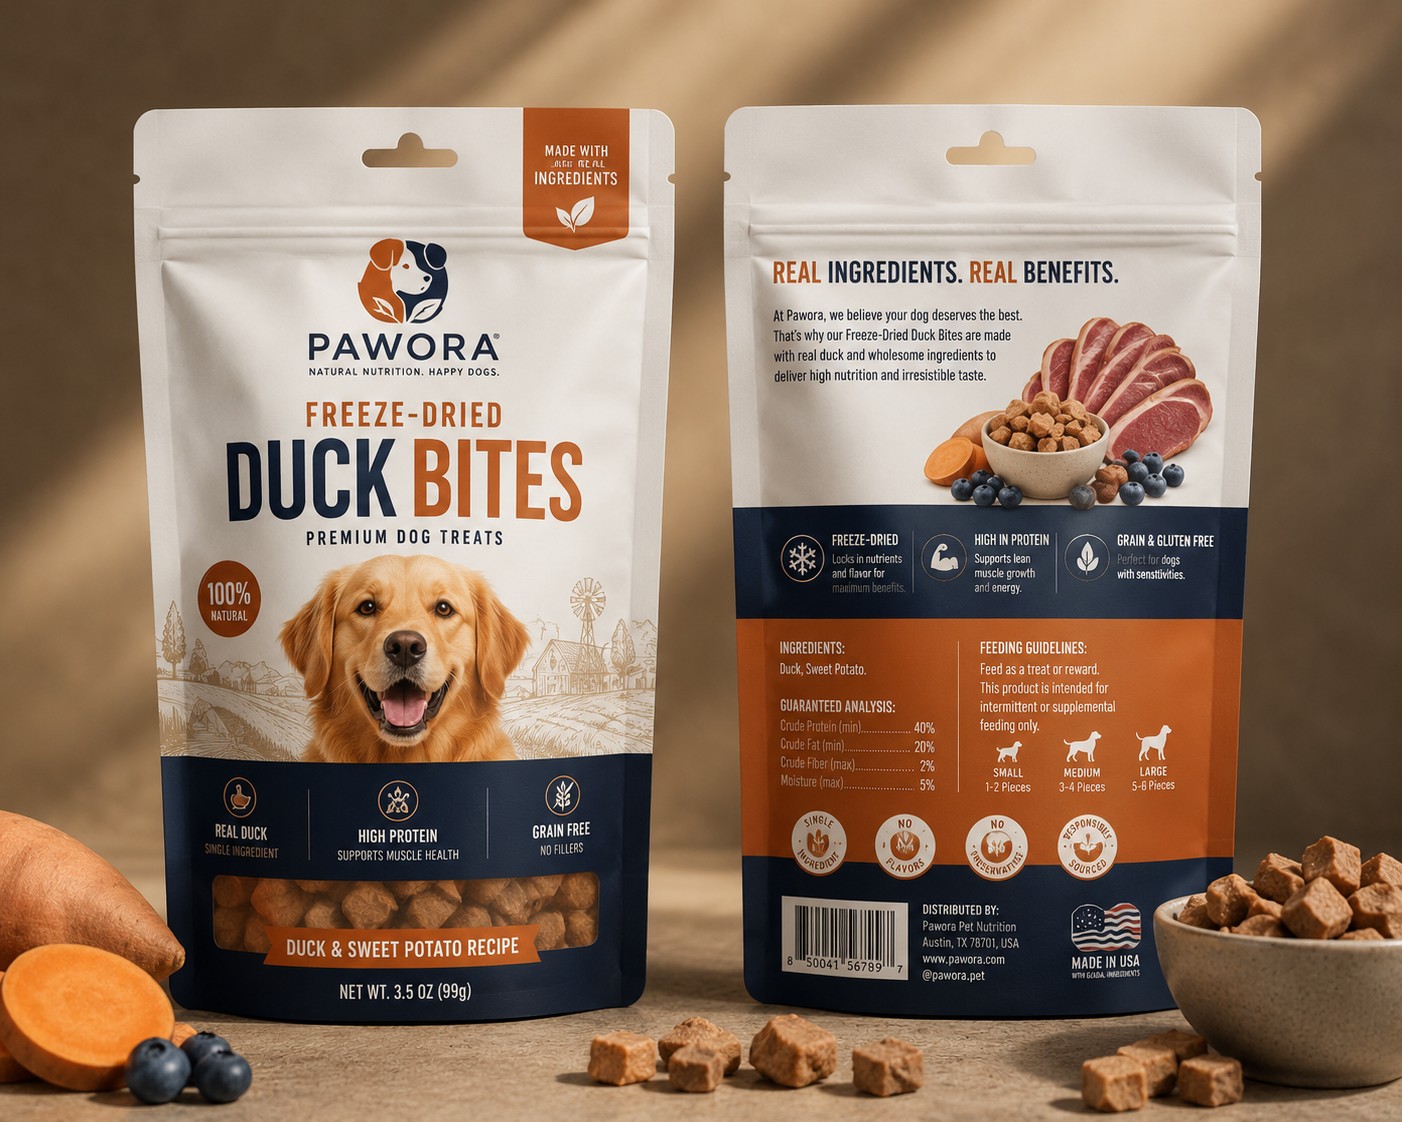 MADE WITH
INGREDIENTS
PAWORA®
NATURAL NUTRITION. HAPPY DOGS.
FREEZE-DRIED
DUCK BITES
PREMIUM DOG TREATS
100%
NATURAL
REAL DUCK
SINGLE INGREDIENT
HIGH PROTEIN
SUPPORTS MUSCLE HEALTH
GRAIN FREE
NO FILLERS
DUCK & SWEET POTATO RECIPE
NET WT. 3.5 OZ (99g)
REAL INGREDIENTS. REAL BENEFITS.
At Pawora, we believe your dog deserves the best.
That's why our Freeze-Dried Duck Bites are made
with real duck and wholesome ingredients to
deliver high nutrition and irresistible taste.
FREEZE-DRIED
Locks in nutrients
and flavor for
maximum benefits.
HIGH IN PROTEIN
Supports lean
muscle growth
and energy.
GRAIN & GLUTEN FREE
Perfect for dogs
with sensitivities.
INGREDIENTS:
Duck, Sweet Potato.
GUARANTEED ANALYSIS:
Crude Protein (min)........... 40%
Crude Fat (min)............... 20%
Crude Fiber (max)............. 2%
Moisture (max)................ 5%
FEEDING GUIDELINES:
Feed as a treat or reward.
This product is intended for
intermittent or supplemental
feeding only.
SMALL
1-2 Pieces
MEDIUM
3-4 Pieces
LARGE
5-6 Pieces
SINGLE
INGREDIENT
NO
FLAVORS
NO
RESPONSIBLY
SOURCED
8 50041 56789 7
DISTRIBUTED BY:
Pawora Pet Nutrition
Austin, TX 78701, USA
www.pawora.com
@pawora.pet
MADE IN USA
WITH INGREDIENTS